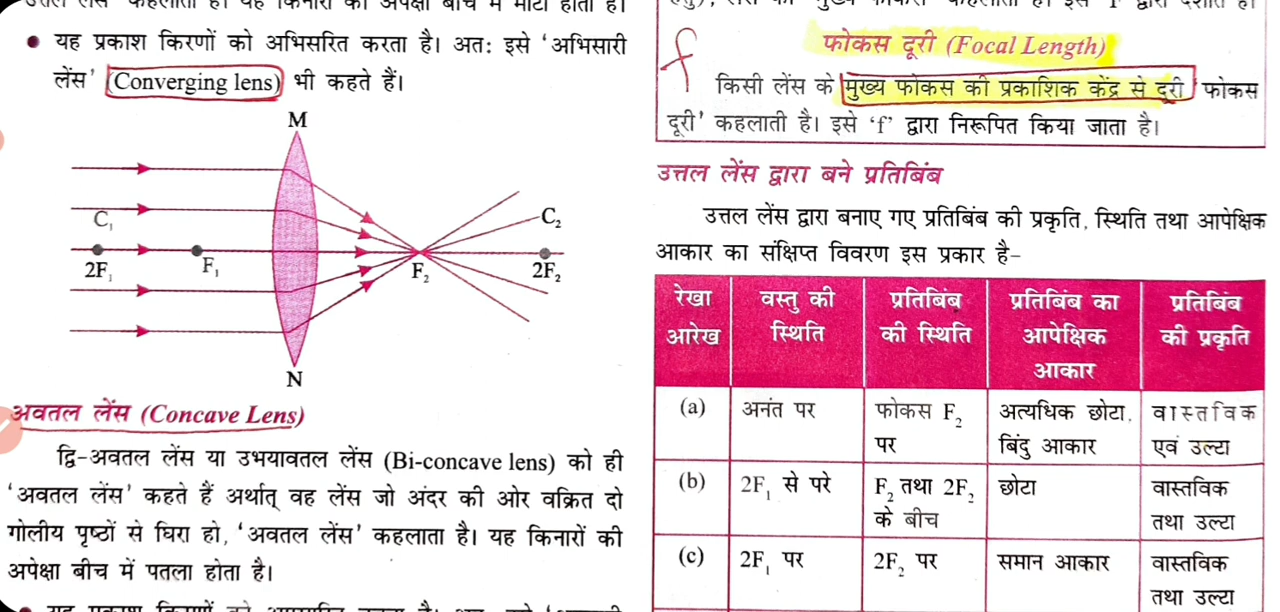 उत्तल लेंस' कहलाता है। यह किनारों की अपेक्षा बीच में मोटा होता है।
• यह प्रकाश किरणों को अभिसरित करता है। अत: इसे 'अभिसारी
लेंस' (Converging lens) भी कहते हैं।
M
C₁
C₂
2F₁
F₁
F₂
2F₂
N
अवतल लेंस (Concave Lens)
द्वि-अवतल लेंस या उभयावतल लेंस (Bi-concave lens) को ही
'अवतल लेंस' कहते हैं अर्थात् वह लेंस जो अंदर की ओर वक्रित दो
गोलीय पृष्ठों से घिरा हो, 'अवतल लेंस' कहलाता है। यह किनारों की
अपेक्षा बीच में पतला होता है।
f
फोकस दूरी (Focal Length)
किसी लेंस के मुख्य फोकस की प्रकाशिक केंद्र से दूरी 'फोकस
दूरी' कहलाती है। इसे 'f' द्वारा निरूपित किया जाता है।
उत्तल लेंस द्वारा बने प्रतिबिंब
उत्तल लेंस द्वारा बनाए गए प्रतिबिंब की प्रकृति, स्थिति तथा आपेक्षिक
आकार का संक्षिप्त विवरण इस प्रकार है-
रेखा वस्तु की प्रतिबिंब प्रतिबिंब का प्रतिबिंब
आरेख स्थिति की स्थिति आपेक्षिक की प्रकृति
आकार
(a) अनंत पर फोकस F₂ अत्यधिक छोटा, वास्तविक
पर बिंदु आकार एवं उल्टा
(b) 2F₁ से परे F₂ तथा 2F₂ छोटा वास्तविक
के बीच तथा उल्टा
(c) 2F₁ पर 2F₂ पर समान आकार वास्तविक
तथा उल्टा